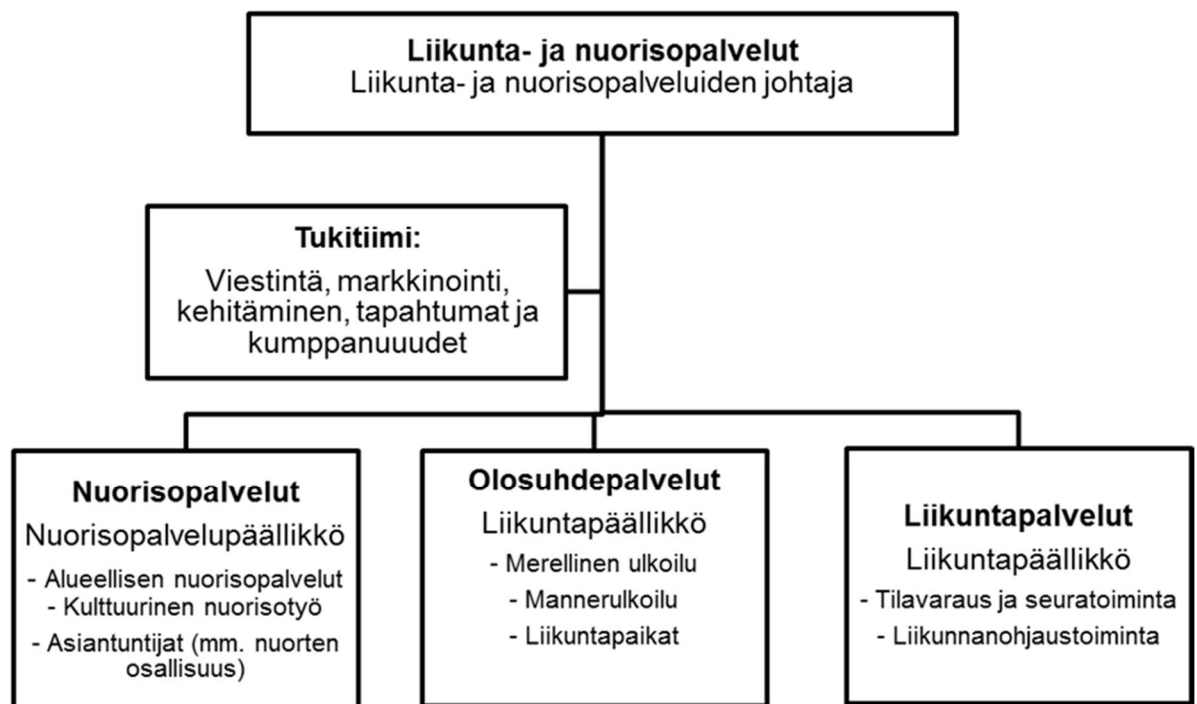 Liikunta- ja nuorisopalvelut
Liikunta- ja nuorisopalveluiden johtaja
Tukitiimi:
Viestintä, markkinointi,
kehitäminen, tapahtumat ja
kumppanuuudet
Nuorisopalvelut
Nuorisopalvelupäällikkö
- Alueellisen nuorisopalvelut
- Kulttuurinen nuorisotyö
- Asiantuntijat (mm. nuorten
osallisuus)
Olosuhdepalvelut
Liikuntapäällikkö
- Merellinen ulkoilu
- Mannerulkoilu
- Liikuntapaikat
Liikuntapalvelut
Liikuntapäällikkö
- Tilavaraus ja seuratoiminta
- Liikunnanohjaustoiminta